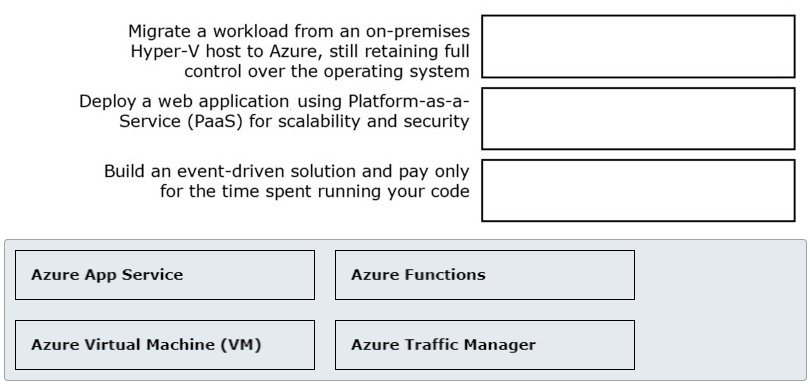 Migrate a workload from an on-premises
Hyper-V host to Azure, still retaining full
control over the operating system
Deploy a web application using Platform-as-a-
Service (PaaS) for scalability and security
Build an event-driven solution and pay only
for the time spent running your code
Azure App Service
Azure Functions
Azure Virtual Machine (VM)
Azure Traffic Manager